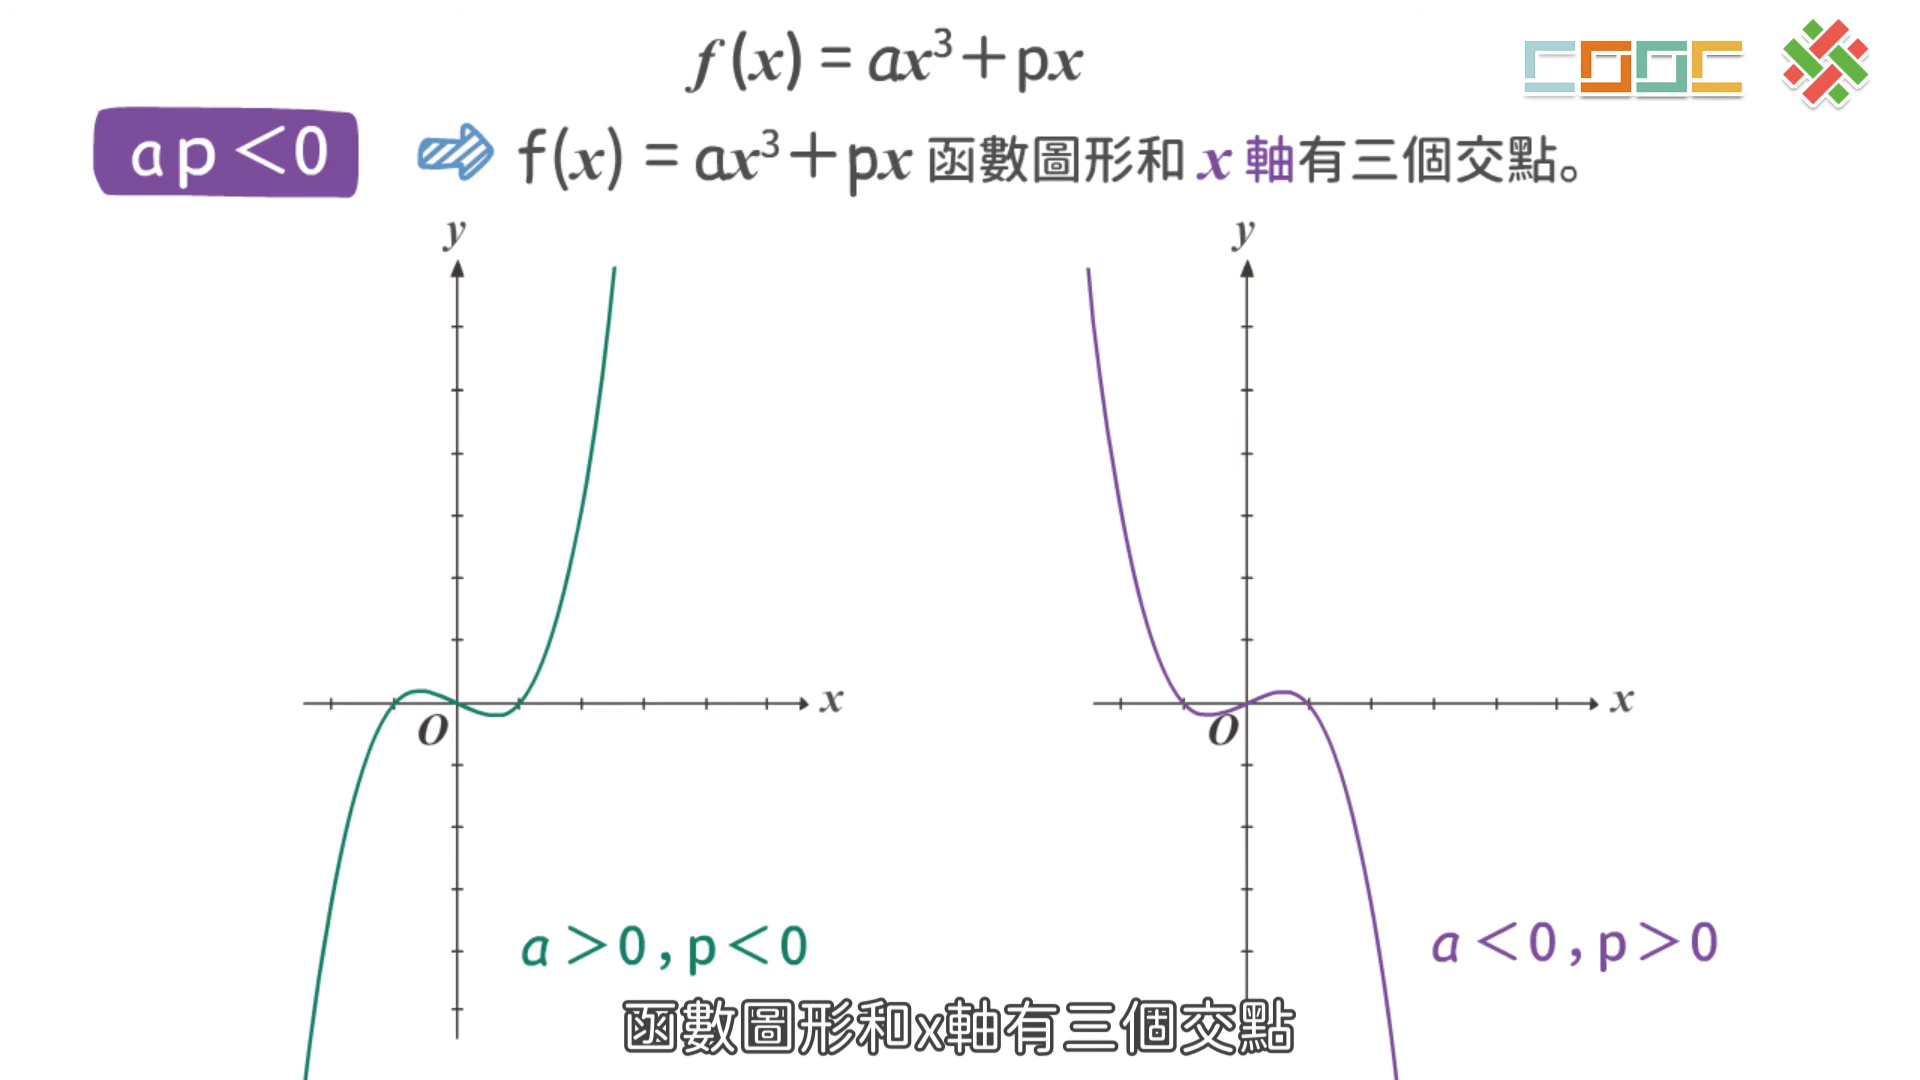 f(x) = ax³+px
ap<0
f(x) = ax³+px 函數圖形和 x 軸有三個交點。
y
y
x
x
O
O
a>0,p<0
a<0,p>0
函數圖形和x軸有三個交點